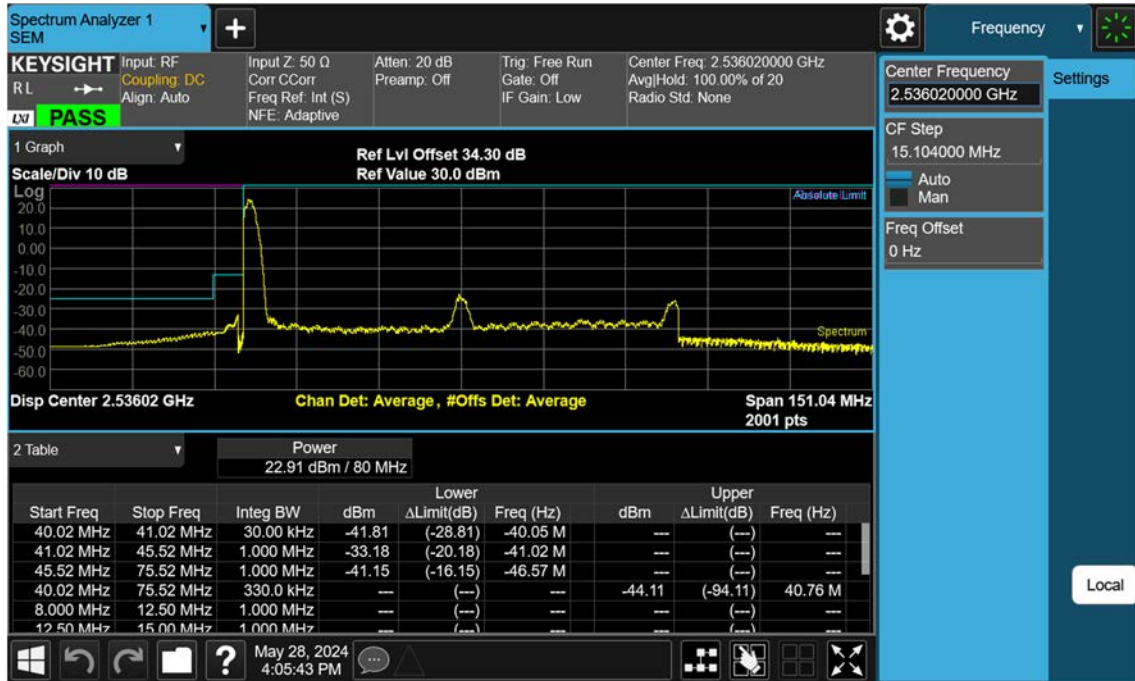 Spectrum Analyzer 1
SEM
Frequency
KEYSIGHT
RL
LXI PASS
Input: RF
Coupling: DC
Align: Auto
Input Z: 50 Ω
Corr CCorr
Freq Ref: Int (S)
NFE: Adaptive
Atten: 20 dB
Preamp: Off
Trig: Free Run
Gate: Off
IF Gain: Low
Center Freq: 2.536020000 GHz
Avg|Hold: 100.00% of 20
Radio Std: None
Center Frequency
2.536020000 GHz
Settings
CF Step
15.104000 MHz
Auto
Man
Freq Offset
0 Hz
Local
1 Graph
Scale/Div 10 dB
Ref Lvl Offset 34.30 dB
Ref Value 30.0 dBm
Log
20.0
10.0
0.00
-10.0
-20.0
-30.0
-40.0
-50.0
-60.0
Absolute Limit
Spectrum
Disp Center 2.53602 GHz
Chan Det: Average, #Offs Det: Average
Span 151.04 MHz
2001 pts
2 Table
Power
22.91 dBm / 80 MHz
Lower Upper
Start Freq Stop Freq Integ BW dBm ΔLimit(dB) Freq (Hz) dBm ΔLimit(dB) Freq (Hz)
40.02 MHz 41.02 MHz 30.00 kHz -41.81 (-28.81) -40.05 M --- (---) ---
41.02 MHz 45.52 MHz 1.000 MHz -33.18 (-20.18) -41.02 M --- (---) ---
45.52 MHz 75.52 MHz 1.000 MHz -41.15 (-16.15) -46.57 M --- (---) ---
40.02 MHz 75.52 MHz 330.0 kHz --- (---) --- -44.11 (-94.11) 40.76 M
8.000 MHz 12.50 MHz 1.000 MHz --- (---) --- --- (---) ---
12.50 MHz 15.00 MHz 1.000 MHz --- (---) --- --- (---) ---
?
May 28, 2024
4:05:43 PM